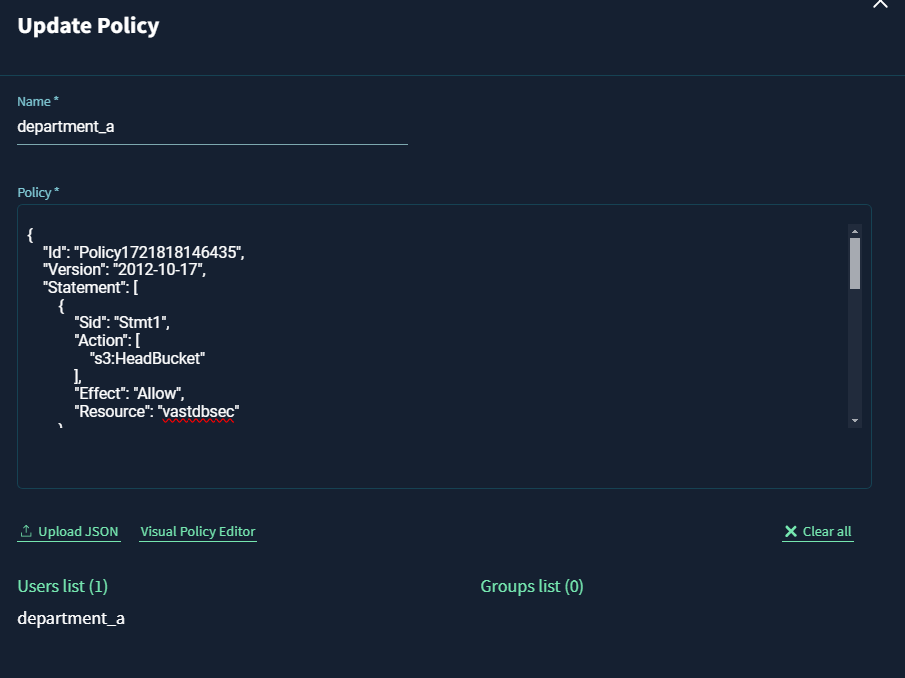 Update Policy
Name *
department_a
Policy *
{
"Id": "Policy1721818146435",
"Version": "2012-10-17",
"Statement": [
{
"Sid": "Stmt1",
"Action": [
"s3:HeadBucket"
],
"Effect": "Allow",
"Resource": "vastdbsec"
Upload JSON
Visual Policy Editor
Clear all
Users list (1)
Groups list (0)
department_a